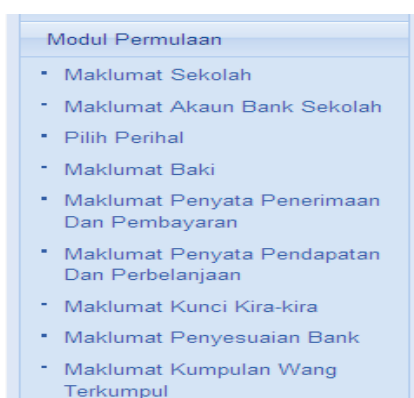 Modul Permulaan
Maklumat Sekolah
Maklumat Akaun Bank Sekolah
Pilih Perihal
Maklumat Baki
Maklumat Penyata Penerimaan
Dan Pembayaran
Maklumat Penyata Pendapatan
Dan Perbelanjaan
Maklumat Kunci Kira-kira
Maklumat Penyesuaian Bank
Maklumat Kumpulan Wang
Terkumpul